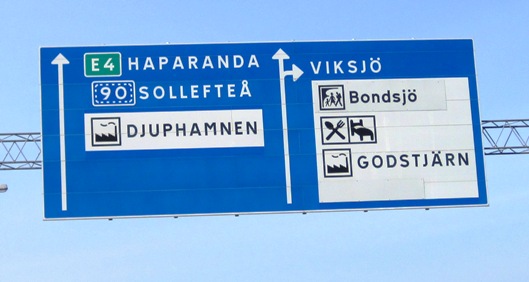 E4 HAPARANDA
90 SOLLEFTEÅ
DJUPHAMNEN
VIKSJÖ
Bondsjö
GODSTJÄRN